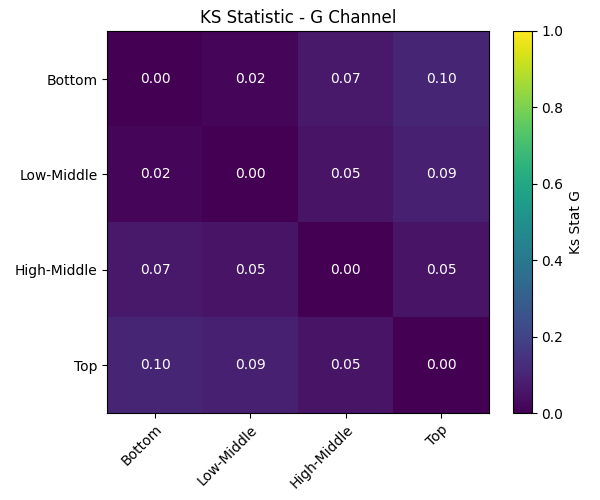 KS Statistic - G Channel
Bottom 0.00 0.02 0.07 0.10
Low-Middle 0.02 0.00 0.05 0.09
High-Middle 0.07 0.05 0.00 0.05
Top 0.10 0.09 0.05 0.00
Bottom Low-Middle High-Middle Top
1.0
0.8
0.6
0.4
0.2
0.0
Ks Stat G